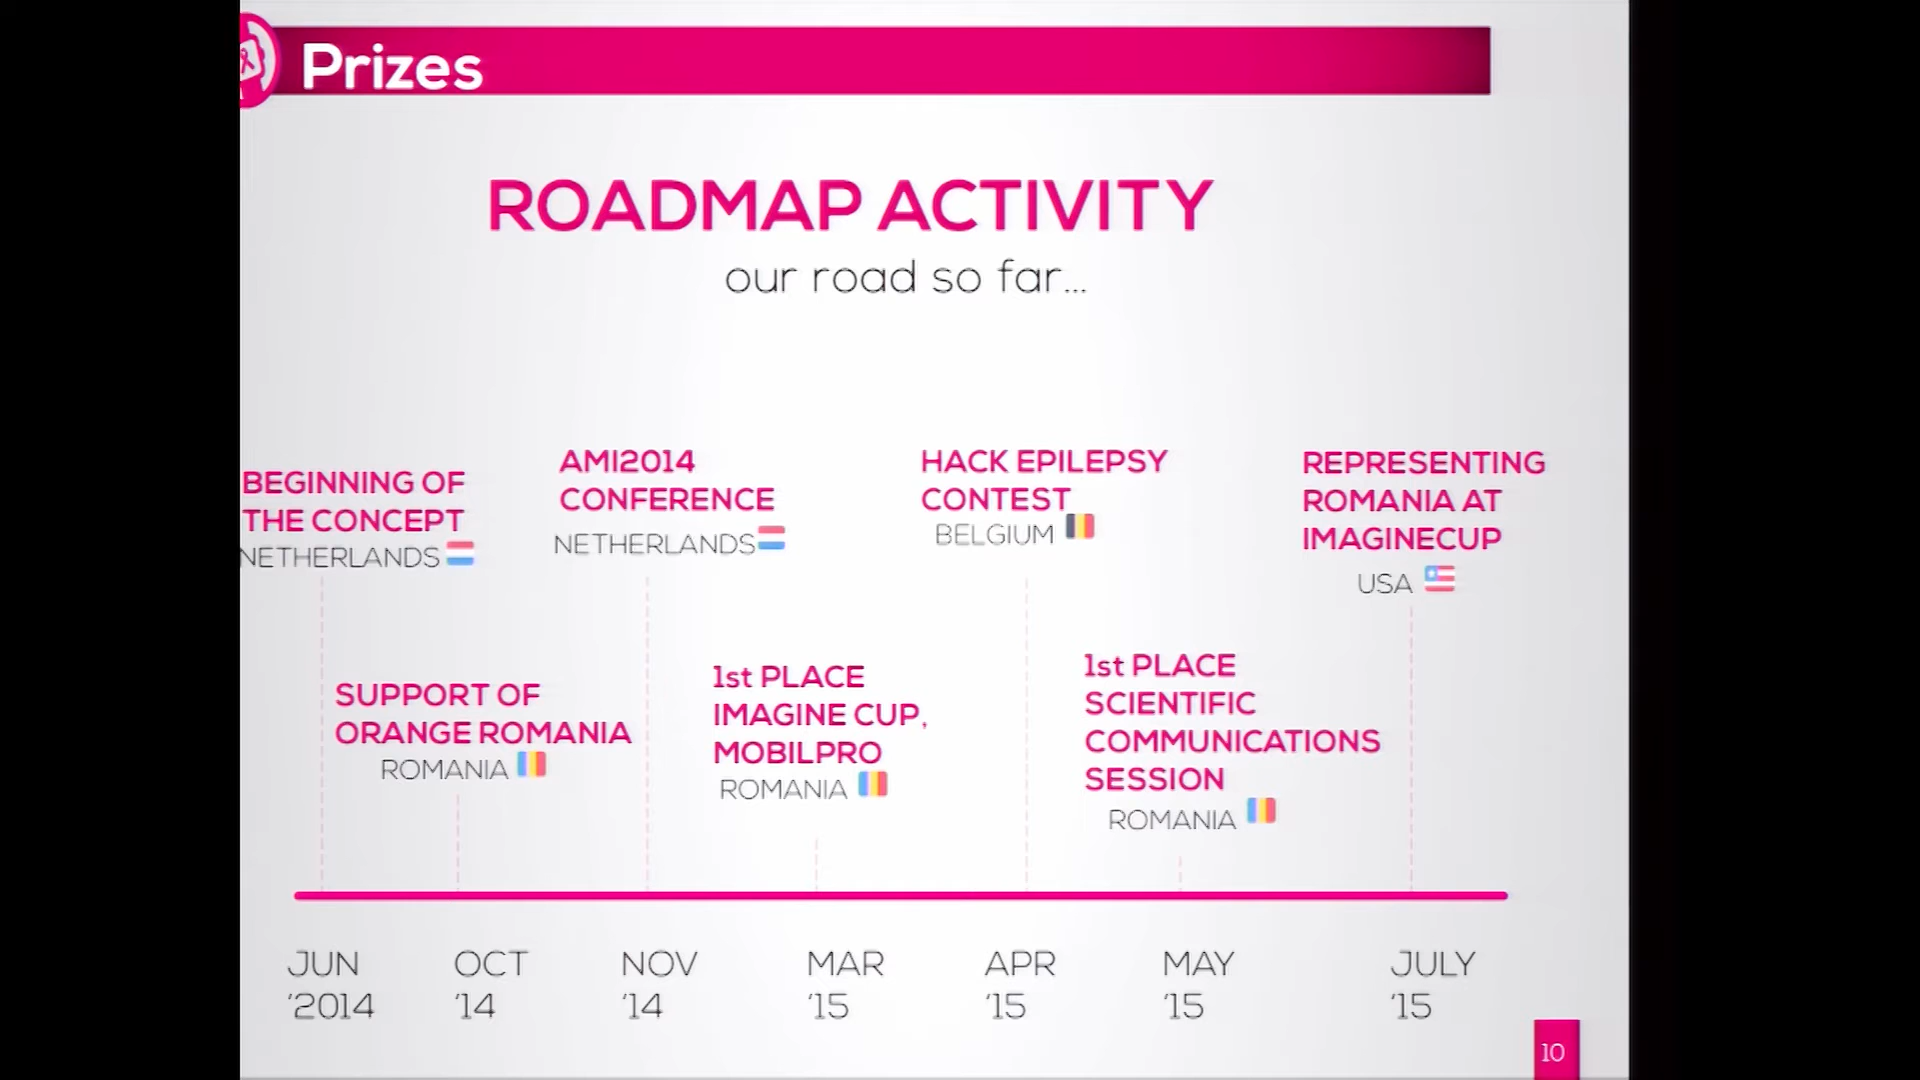 Prizes
ROADMAP ACTIVITY
our road so far...
BEGINNING OF
THE CONCEPT
NETHERLANDS
AMI2014
CONFERENCE
NETHERLANDS
HACK EPILEPSY
CONTEST
BELGIUM
REPRESENTING
ROMANIA AT
IMAGINECUP
USA
SUPPORT OF
ORANGE ROMANIA
ROMANIA
1st PLACE
IMAGINE CUP,
MOBILPRO
ROMANIA
1st PLACE
SCIENTIFIC
COMMUNICATIONS
SESSION
ROMANIA
JUN
'2014
OCT
'14
NOV
'14
MAR
'15
APR
'15
MAY
'15
JULY
'15
10